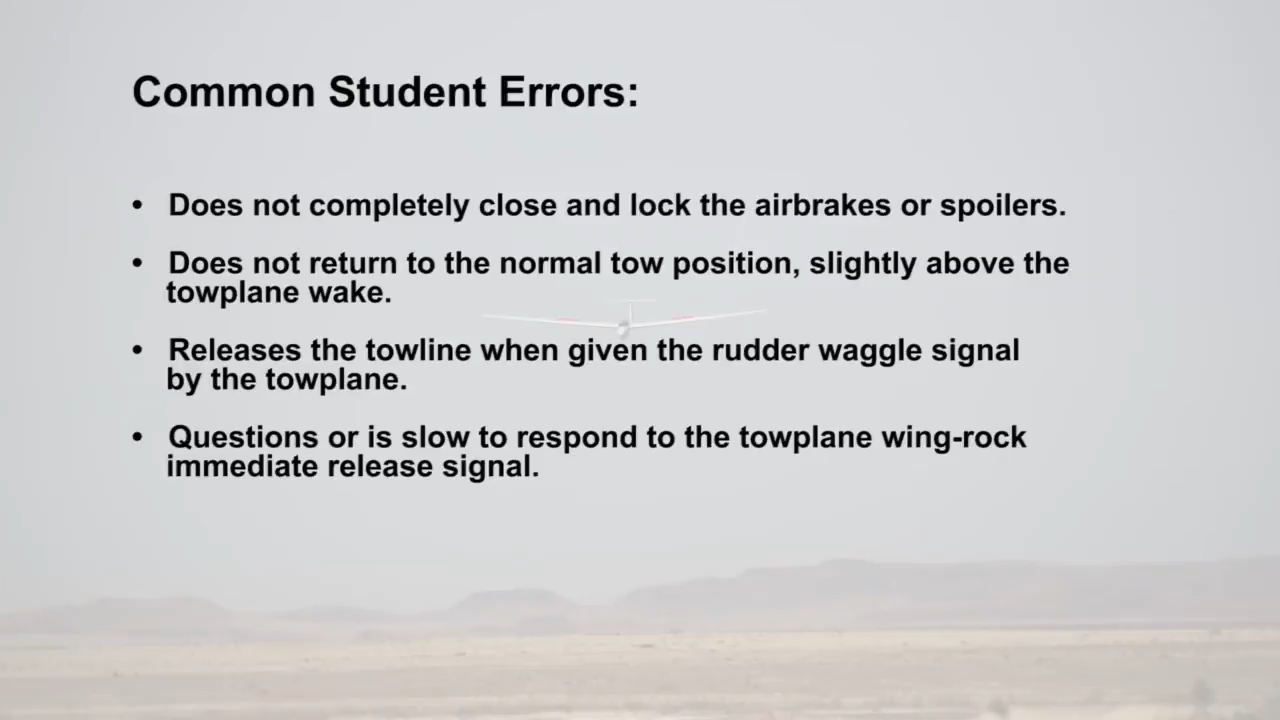 Common Student Errors:
• Does not completely close and lock the airbrakes or spoilers.
• Does not return to the normal tow position, slightly above the
towplane wake.
• Releases the towline when given the rudder waggle signal
by the towplane.
• Questions or is slow to respond to the towplane wing-rock
immediate release signal.